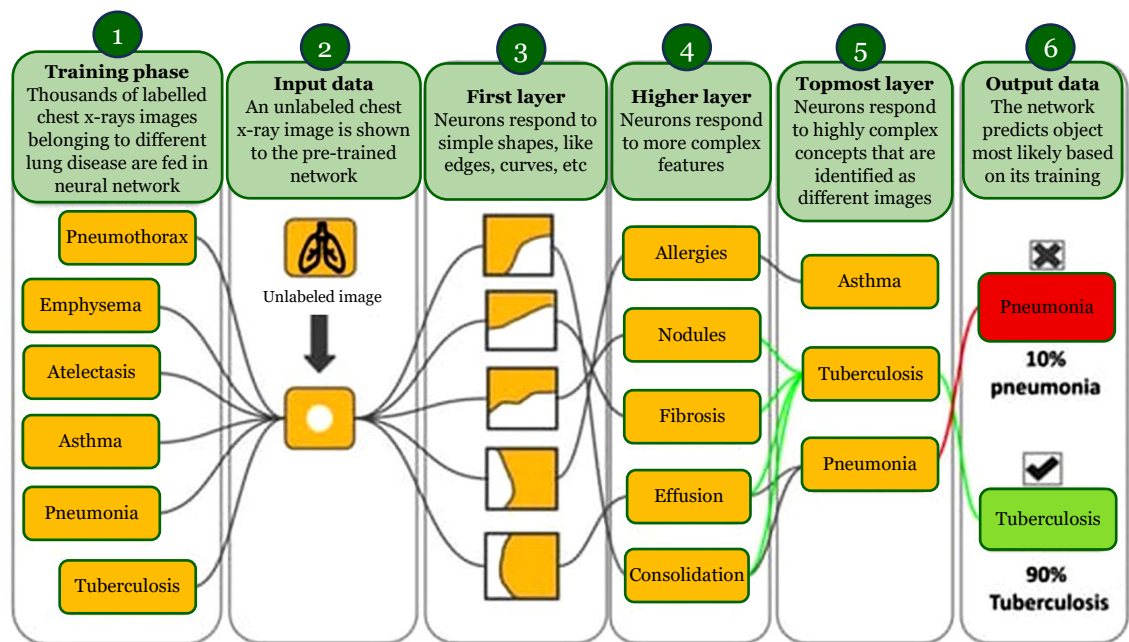 1
Training phase
Thousands of labelled
chest x-rays images
belonging to different
lung disease are fed in
neural network
Pneumothorax
Emphysema
Atelectasis
Asthma
Pneumonia
Tuberculosis
2
Input data
An unlabeled chest
x-ray image is shown
to the pre-trained
network
Unlabeled image
3
First layer
Neurons respond to
simple shapes, like
edges, curves, etc
4
Higher layer
Neurons respond
to more complex
features
Allergies
Nodules
Fibrosis
Effusion
Consolidation
5
Topmost layer
Neurons respond
to highly complex
concepts that are
identified as
different images
Asthma
Tuberculosis
Pneumonia
6
Output data
The network
predicts object
most likely based
on its training
Pneumonia
10%
pneumonia
Tuberculosis
90%
Tuberculosis